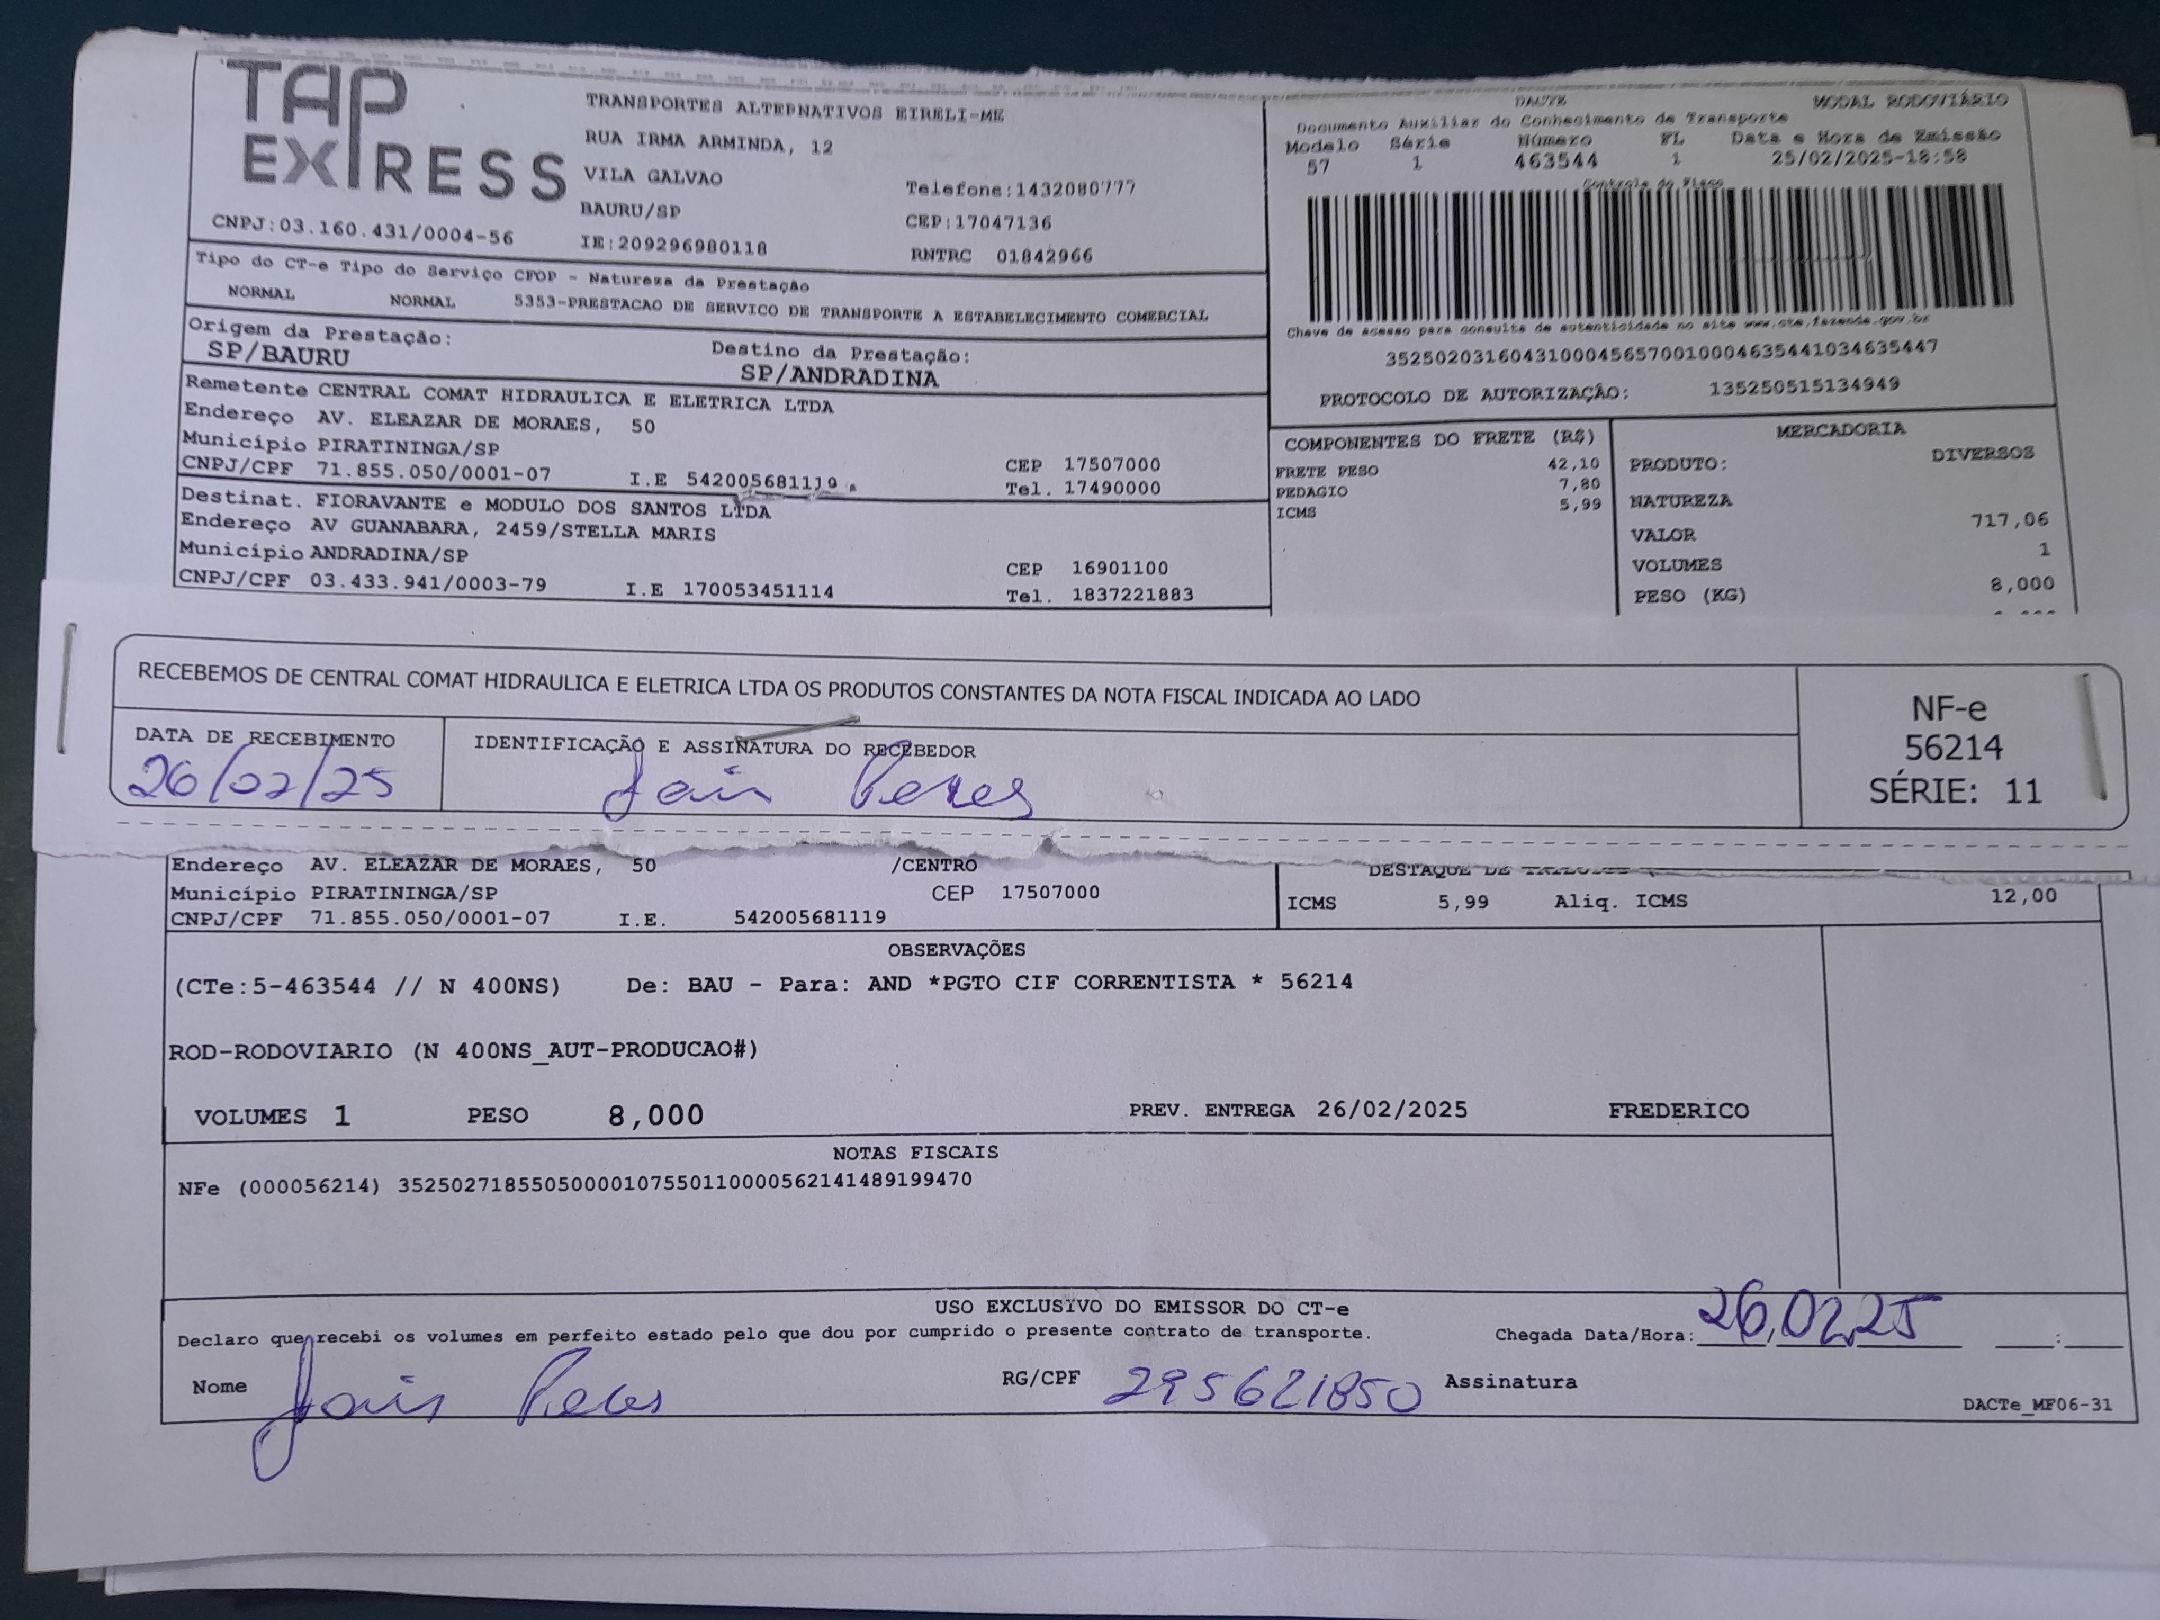 TAP
EXPRESS
TRANSPORTES ALTERNATIVOS EIRELI-ME
RUA IRMA ARMINDA, 12
VILA GALVAO
Telefone:1432080777
BAURU/SP
CEP:17047136
CNPJ:03.160.431/0004-56
IE:209296980118
RNTRC 01842966
DACTE MODAL RODOVIÁRIO
Documento Auxiliar do Conhecimento de Transporte
Modelo Série Número FL Data e Hora de Emissão
57 1 463544 1 25/02/2025-18:58
Controle do Fisco
Chave de acesso para consulta de autenticidade no site www.cte.fazenda.gov.br
35250203160431000456570010004635441034635447
PROTOCOLO DE AUTORIZAÇÃO: 135250515134949
Tipo do CT-e Tipo do Serviço CFOP - Natureza da Prestação
NORMAL NORMAL 5353-PRESTACAO DE SERVICO DE TRANSPORTE A ESTABELECIMENTO COMERCIAL
Origem da Prestação: Destino da Prestação:
SP/BAURU SP/ANDRADINA
Remetente CENTRAL COMAT HIDRAULICA E ELETRICA LTDA
Endereço AV. ELEAZAR DE MORAES, 50
Município PIRATININGA/SP CEP 17507000
CNPJ/CPF 71.855.050/0001-07 I.E 542005681119 Tel. 17490000
Destinat. FIORAVANTE e MODULO DOS SANTOS LTDA
Endereço AV GUANABARA, 2459/STELLA MARIS
Município ANDRADINA/SP CEP 16901100
CNPJ/CPF 03.433.941/0003-79 I.E 170053451114 Tel. 1837221883
COMPONENTES DO FRETE (R$)
FRETE PESO 42,10
PEDAGIO 7,80
ICMS 5,99
MERCADORIA
PRODUTO: DIVERSOS
NATUREZA
VALOR 717,06
VOLUMES 1
PESO (KG) 8,000
RECEBEMOS DE CENTRAL COMAT HIDRAULICA E ELETRICA LTDA OS PRODUTOS CONSTANTES DA NOTA FISCAL INDICADA AO LADO
DATA DE RECEBIMENTO IDENTIFICAÇÃO E ASSINATURA DO RECEBEDOR
26/02/25 Jair Peres
NF-e
56214
SÉRIE: 11
Endereço AV. ELEAZAR DE MORAES, 50 /CENTRO
Município PIRATININGA/SP CEP 17507000
CNPJ/CPF 71.855.050/0001-07 I.E. 542005681119
DESTAQUE DE
ICMS 5,99 Aliq. ICMS 12,00
OBSERVAÇÕES
(CTe:5-463544 // N 400NS) De: BAU - Para: AND *PGTO CIF CORRENTISTA * 56214
ROD-RODOVIARIO (N 400NS_AUT-PRODUCAO#)
VOLUMES 1 PESO 8,000 PREV. ENTREGA 26/02/2025 FREDERICO
NOTAS FISCAIS
NFe (000056214) 35250271855050000107550110000562141489199470
USO EXCLUSIVO DO EMISSOR DO CT-e
Declaro que recebi os volumes em perfeito estado pelo que dou por cumprido o presente contrato de transporte. Chegada Data/Hora: 26,02,25 :
Nome Jair Peres RG/CPF 295621850 Assinatura
DACTe_MF06-31